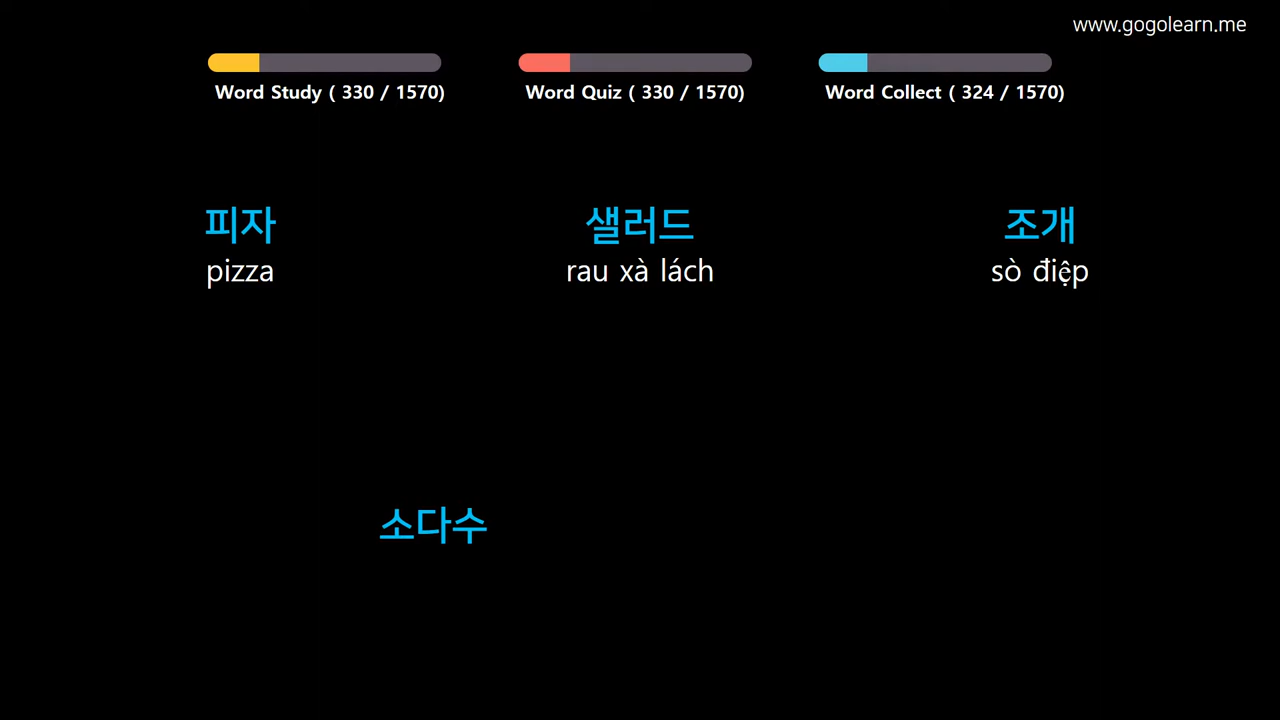 www.gogolearn.me
Word Study ( 330 / 1570)
Word Quiz ( 330 / 1570)
Word Collect ( 324 / 1570)
피자
샐러드
조개
pizza
rau xà lách
sò điệp
소다수